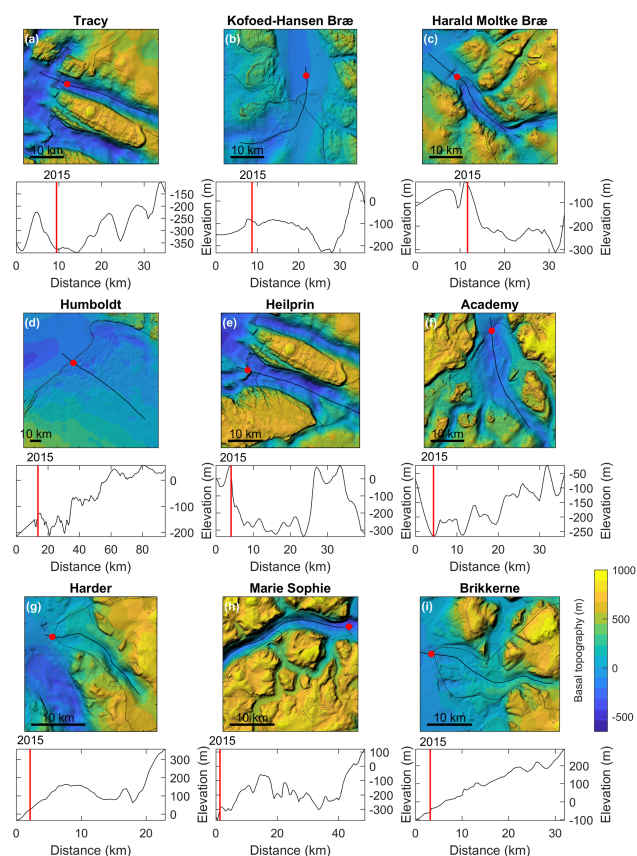 Tracy
Kofoed-Hansen Bræ
Harald Moltke Bræ
(a)
(b)
(c)
10 km
10 km
10 km
2015
2015
2015
-150
-200
-250
-300
-350
Elevation (m)
0
-100
-200
Elevation (m)
0
-100
-200
-300
Elevation (m)
0 10 20 30
0 10 20 30
0 10 20 30
Distance (km)
Distance (km)
Distance (km)
Humboldt
Heilprin
Academy
(d)
(e)
(f)
10 km
10 km
10 km
2015
2015
2015
0
-100
-200
Elevation (m)
0
-100
-200
-300
Elevation (m)
-50
-100
-150
-200
-250
Elevation (m)
0 20 40 60 80
0 10 20 30
0 10 20 30
Distance (km)
Distance (km)
Distance (km)
Harder
Marie Sophie
Brikkerne
(g)
(h)
(i)
10 km
10 km
10 km
1000
500
0
-500
Basal topography (m)
2015
2015
2015
300
200
100
0
Elevation (m)
100
0
-100
-200
-300
Elevation (m)
200
100
0
-100
Elevation (m)
0 10 20
0 20 40
0 10 20 30
Distance (km)
Distance (km)
Distance (km)